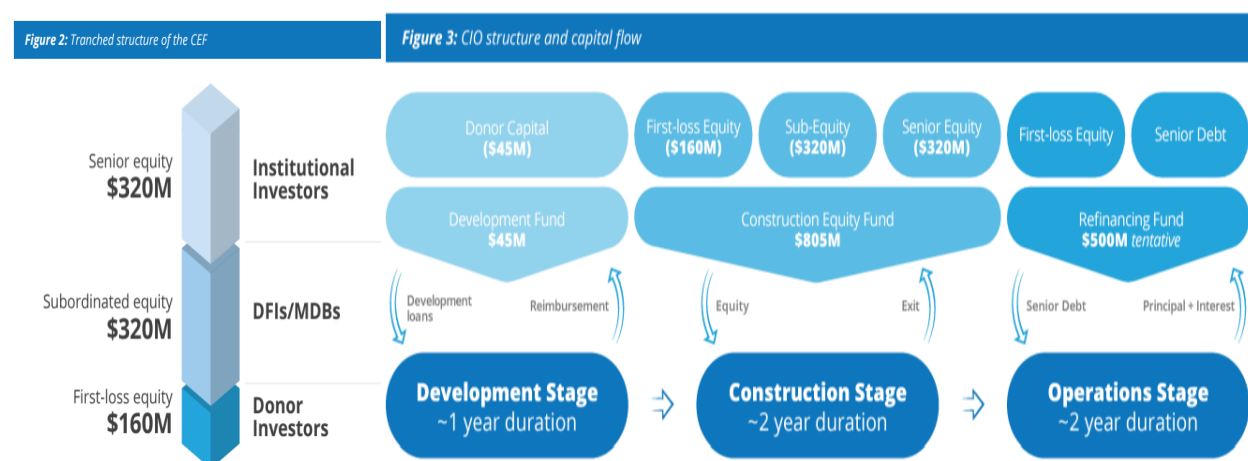 Figure 2: Tranched structure of the CEF
Senior equity
$320M
Institutional
Investors
Subordinated equity
$320M
DFIs/MDBs
First-loss equity
$160M
Donor
Investors
Figure 3: CIO structure and capital flow
Donor Capital
($45M)
First-loss Equity
($160M)
Sub-Equity
($320M)
Senior Equity
($320M)
First-loss Equity
Senior Debt
Development Fund
$45M
Construction Equity Fund
$805M
Refinancing Fund
$500M tentative
Development
loans
Reimbursement
Equity
Exit
Senior Debt
Principal + Interest
Development Stage
~1 year duration
Construction Stage
~2 year duration
Operations Stage
~2 year duration